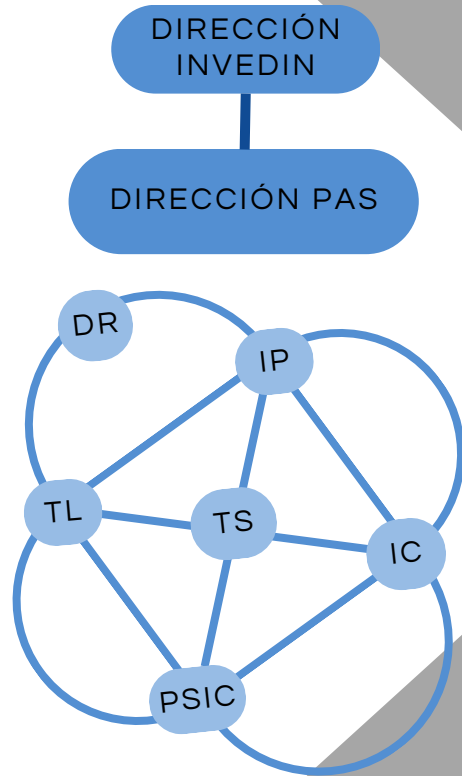 DIRECCIÓN
INVEDIN
DIRECCIÓN PAS
DR
IP
TL
TS
IC
PSIC